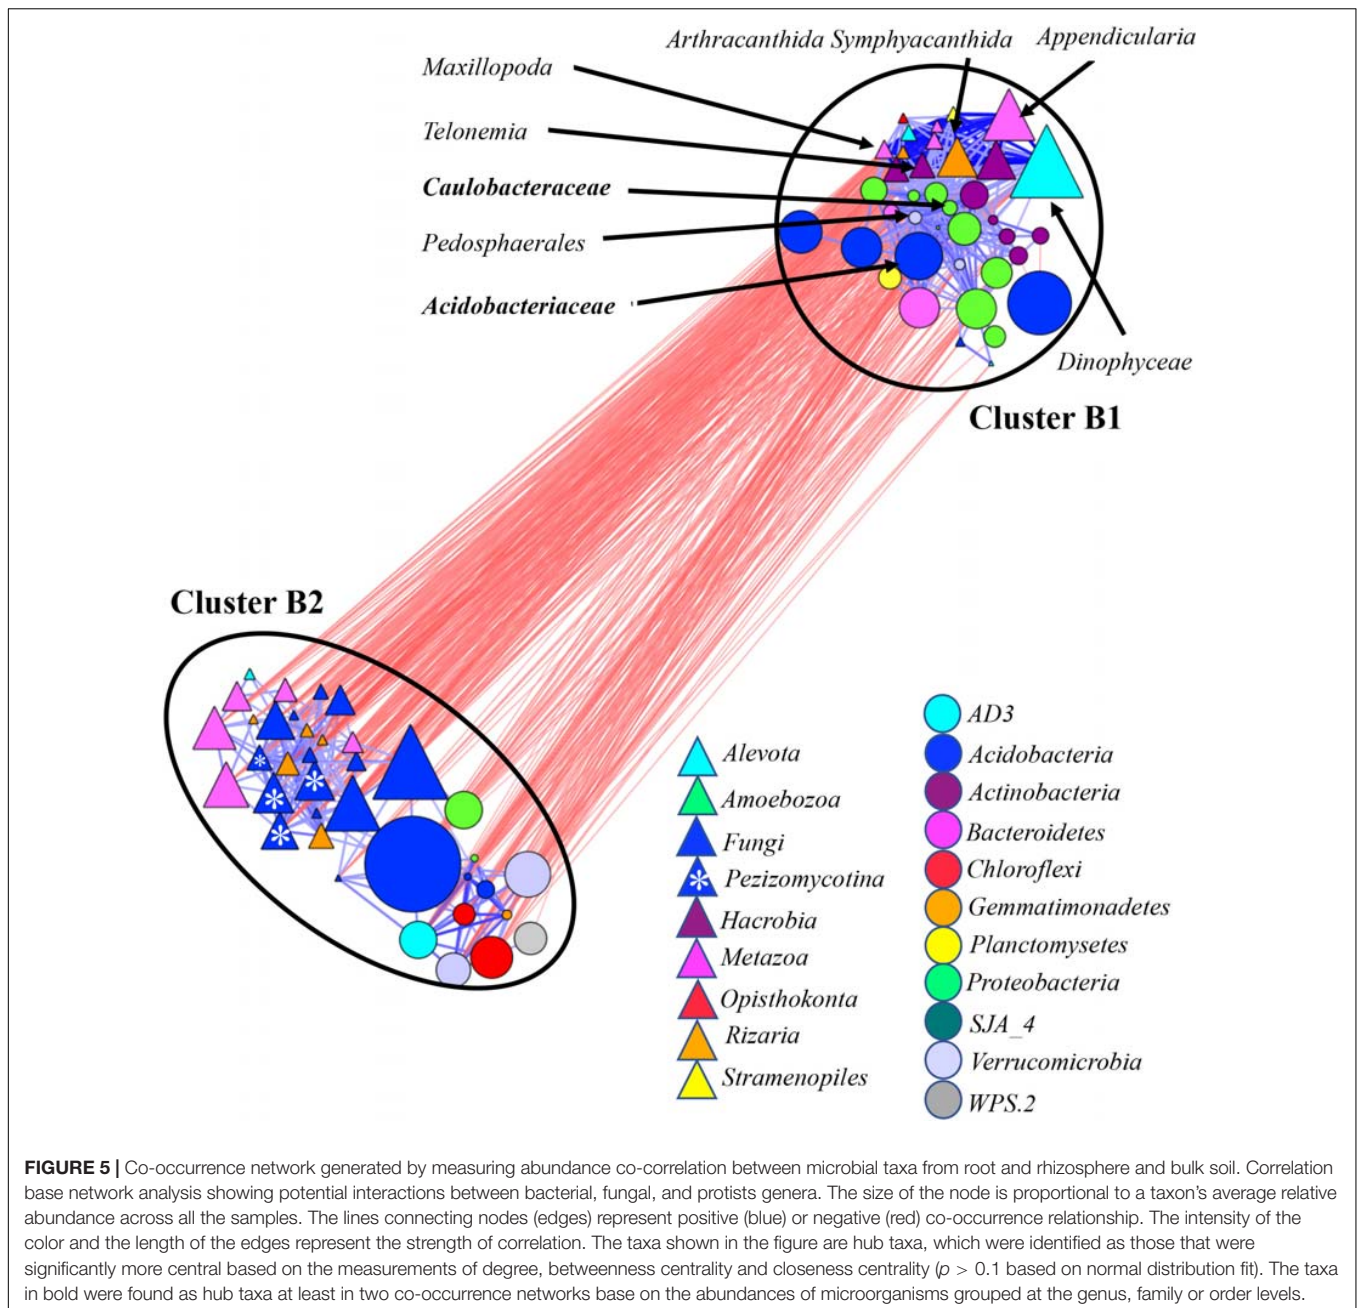 Arthracanthida Symphyacanthida
Appendicularia
Maxillopoda
Telonemia
Caulobacteraceae
Pedosphaerales
Acidobacteriaceae
Dinophyceae
Cluster B1
Cluster B2
Alevota
Amoebozoa
Fungi
* Pezizomycotina
Hacrobia
Metazoa
Opisthokonta
Rizaria
Stramenopiles
AD3
Acidobacteria
Actinobacteria
Bacteroidetes
Chloroflexi
Gemmatimonadetes
Planctomysetes
Proteobacteria
SJA_4
Verrucomicrobia
WPS.2
FIGURE 5 | Co-occurrence network generated by measuring abundance co-correlation between microbial taxa from root and rhizosphere and bulk soil. Correlation
base network analysis showing potential interactions between bacterial, fungal, and protists genera. The size of the node is proportional to a taxon's average relative
abundance across all the samples. The lines connecting nodes (edges) represent positive (blue) or negative (red) co-occurrence relationship. The intensity of the
color and the length of the edges represent the strength of correlation. The taxa shown in the figure are hub taxa, which were identified as those that were
significantly more central based on the measurements of degree, betweenness centrality and closeness centrality (p > 0.1 based on normal distribution fit). The taxa
in bold were found as hub taxa at least in two co-occurrence networks base on the abundances of microorganisms grouped at the genus, family or order levels.